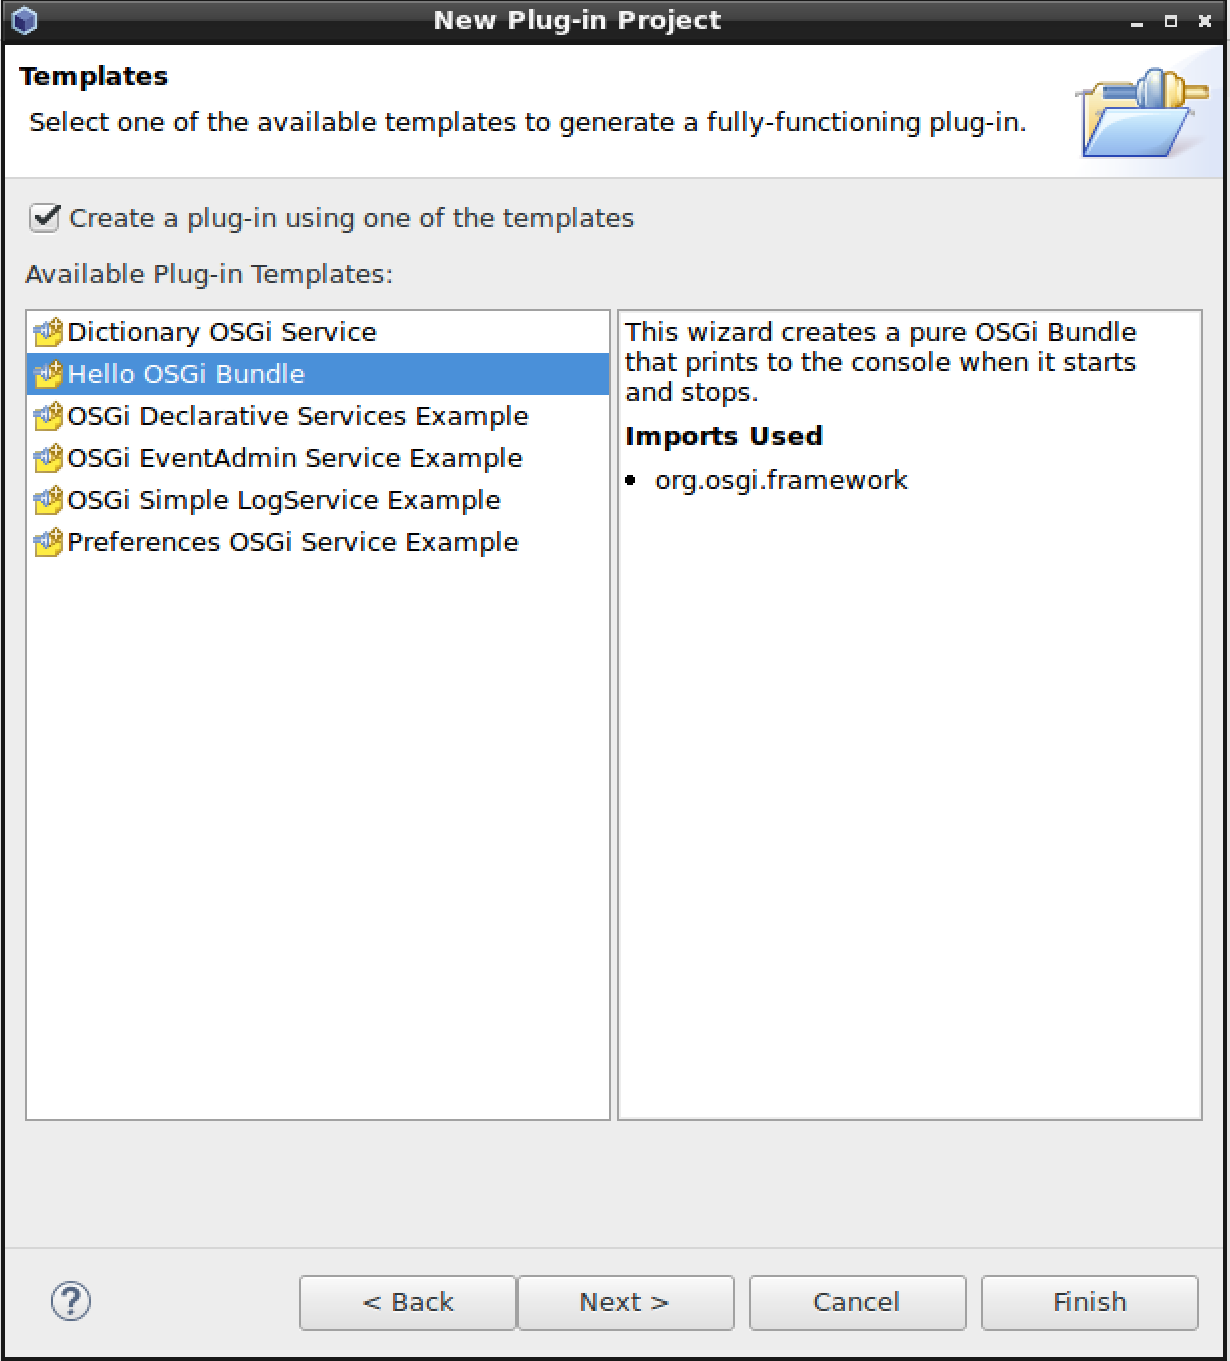 New Plug-in Project
Templates
Select one of the available templates to generate a fully-functioning plug-in.
Create a plug-in using one of the templates
Available Plug-in Templates:
Dictionary OSGi Service
Hello OSGi Bundle
OSGi Declarative Services Example
OSGi EventAdmin Service Example
OSGi Simple LogService Example
Preferences OSGi Service Example
This wizard creates a pure OSGi Bundle
that prints to the console when it starts
and stops.
Imports Used
• org.osgi.framework
?
< Back
Next >
Cancel
Finish